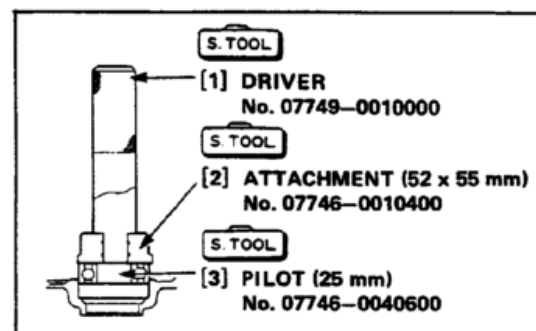 S. TOOL
[1] DRIVER
No. 07749–0010000
S. TOOL
[2] ATTACHMENT (52 x 55 mm)
No. 07746–0010400
S. TOOL
[3] PILOT (25 mm)
No. 07746–0040600